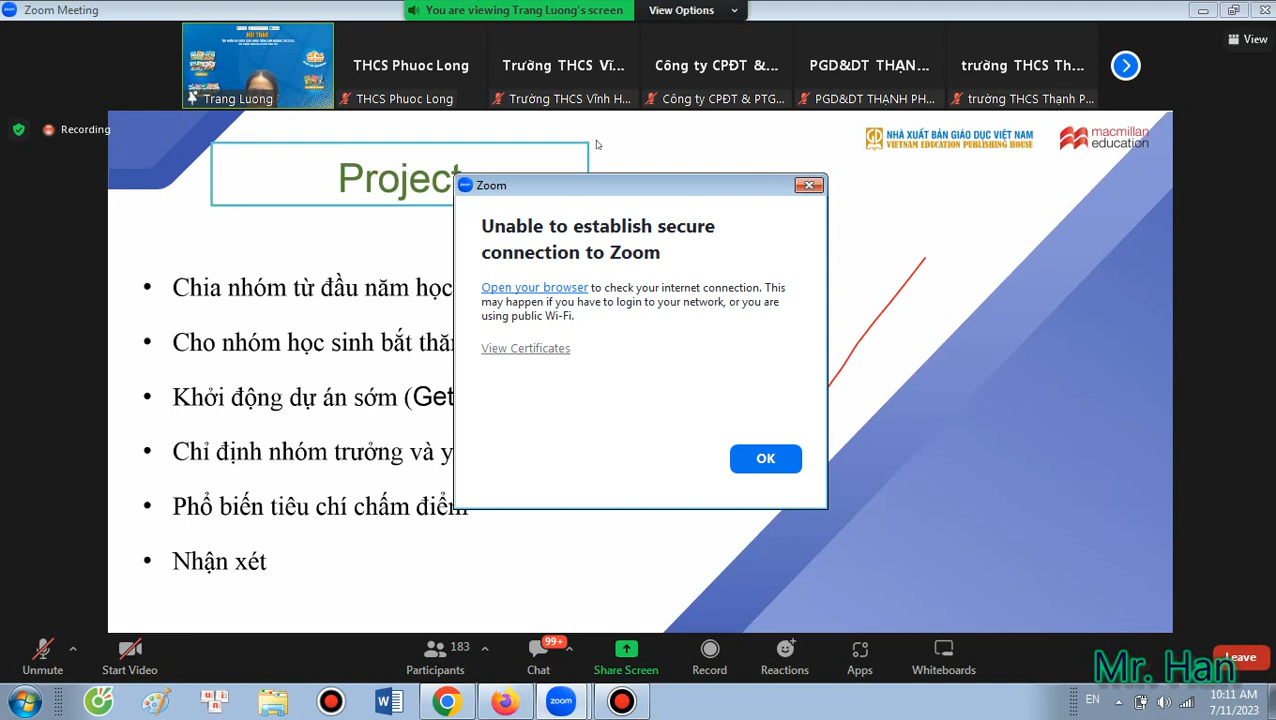 Zoom Meeting
You are viewing Trang Luong's screen
View Options
THCS Phuoc Long
Trường THCS Vĩ...
Công ty CPĐT &...
PGD&DT THẠN...
trường THCS Th...
View
Trang Luong
THCS Phuoc Long
Trường THCS Vĩnh H...
Công ty CPĐT & PTG...
PGD&DT THẠNH PH...
trường THCS Thạnh P...
Recording
NHÀ XUẤT BẢN GIÁO DỤC VIỆT NAM
VIETNAM EDUCATION PUBLISHING HOUSE
macmillan
education
Project
Zoom
Unable to establish secure
connection to Zoom
Open your browser to check your internet connection. This
may happen if you have to login to your network, or you are
using public Wi-Fi.
View Certificates
OK
• Chia nhóm từ đầu năm học
• Cho nhóm học sinh bắt thăm
• Khởi động dự án sớm (Get
• Chỉ định nhóm trưởng và y
• Phổ biến tiêu chí chấm điểm
• Nhận xét
Unmute
Start Video
183
Participants
99+
Chat
Share Screen
Record
Reactions
Apps
Whiteboards
Leave
Mr. Han
EN
10:11 AM
7/11/2023